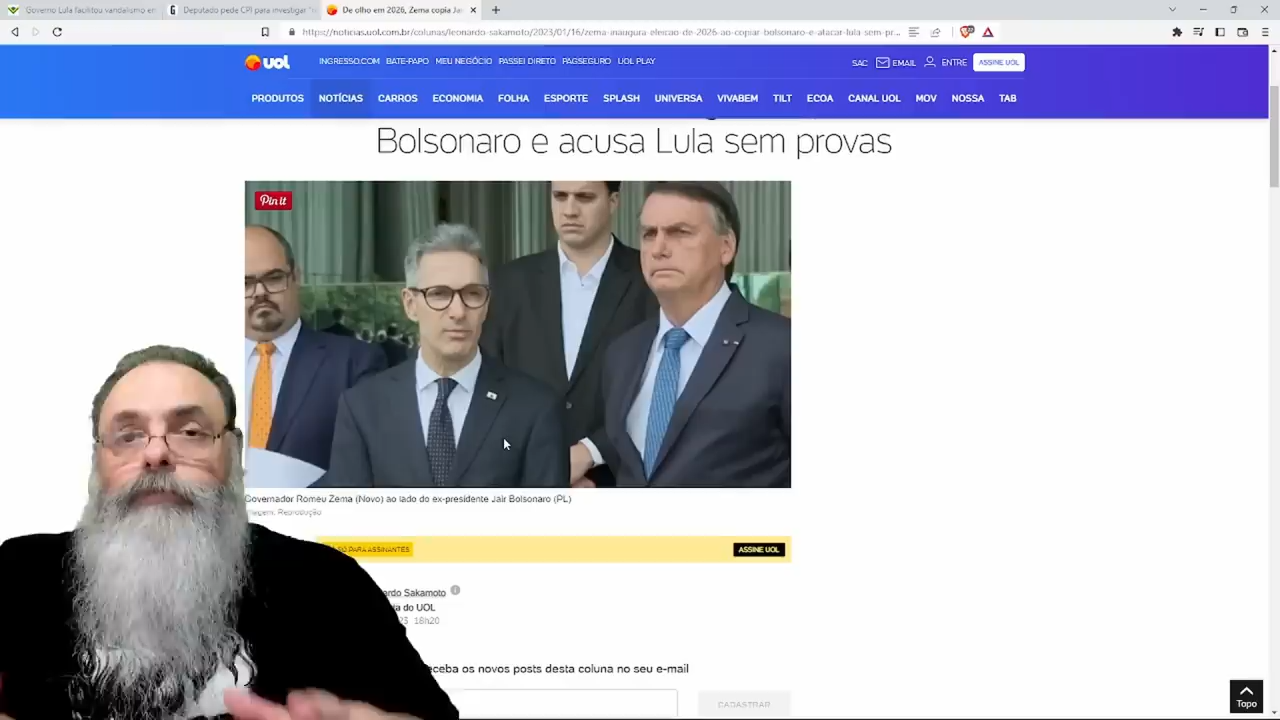 Governo Lula facilitou vandalismo em
Deputado pede CPI para investigar
De olho em 2026, Zema copia Ja
https://noticias.uol.com.br/colunas/leonardo-sakamoto/2023/01/16/zema-inaugura-eleicao-de-2026-ao-copiar-bolsonaro-e-atacar-lula-sem-pr...
UOL
INGRESSO.COM BATE-PAPO MEU NEGÓCIO PASSEI DIRETO PAGSEGURO UOL PLAY
SAC EMAIL ENTRE ASSINE UOL
PRODUTOS NOTÍCIAS CARROS ECONOMIA FOLHA ESPORTE SPLASH UNIVERSA VIVABEM TILT ECOA CANAL UOL MOV NOSSA TAB
Bolsonaro e acusa Lula sem provas
Pin it
Governador Romeu Zema (Novo) ao lado do ex-presidente Jair Bolsonaro (PL)
Imagem: Reprodução
PARA ASSINANTES
ASSINE UOL
Sakamoto
do UOL
18h20
receba os novos posts desta coluna no seu e-mail
CADASTRAR
Topo